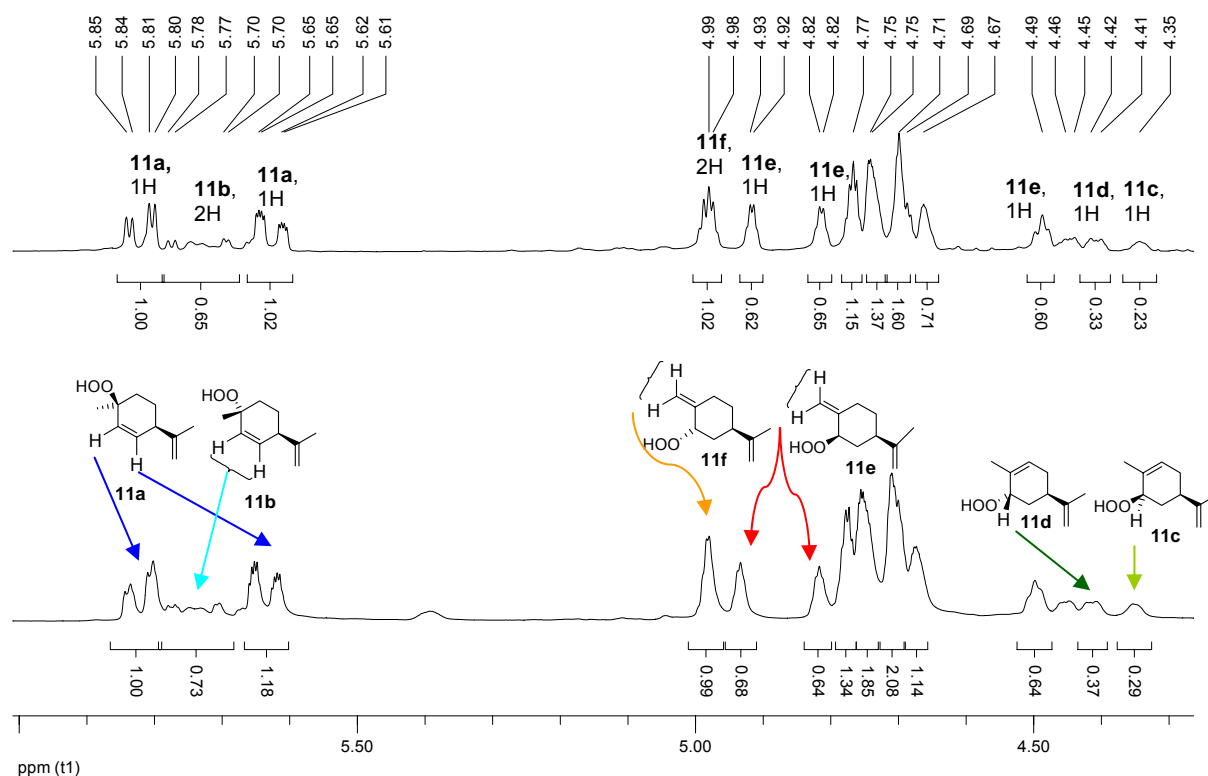 5.85
5.84
5.81
5.80
5.78
5.77
5.70
5.70
5.65
5.65
5.62
5.61
4.99
4.98
4.93
4.92
4.82
4.82
4.77
4.75
4.75
4.71
4.69
4.67
4.49
4.46
4.45
4.42
4.41
4.35
11a,
1H
11b,
2H
11a,
1H
11f,
2H
11e,
1H
11e,
1H
11e,
1H
11d,
1H
11c,
1H
1.00
0.65
1.02
1.02
0.62
0.65
1.15
1.37
1.60
0.71
0.60
0.33
0.23
HOO
H
H
11a
HOO
H
H
11b
H
H
HOO
11f
H
H
HOO
11e
HOO
H
11d
HOO
H
11c
1.00
0.73
1.18
0.99
0.68
0.64
1.34
1.85
2.08
1.14
0.64
0.37
0.29
5.50
5.00
4.50
ppm (t1)